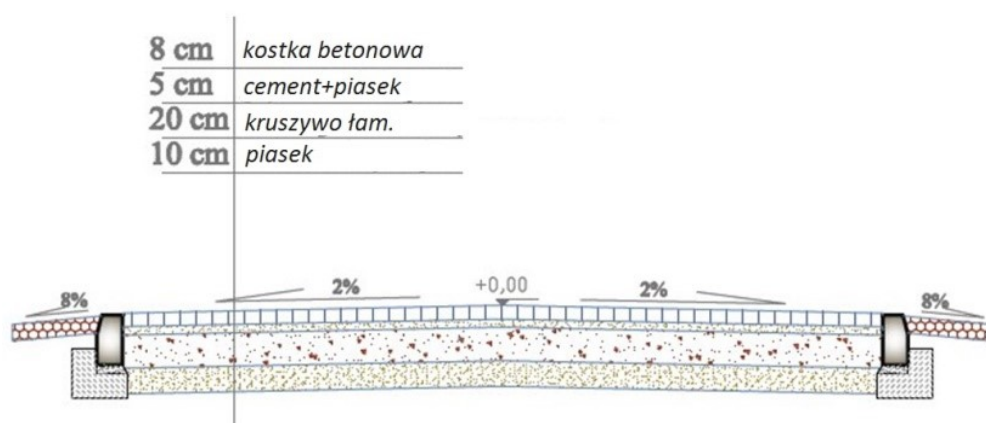 8 cm kostka betonowa
5 cm cement+piasek
20 cm kruszywo łam.
10 cm piasek
8% 2% +0,00 2% 8%